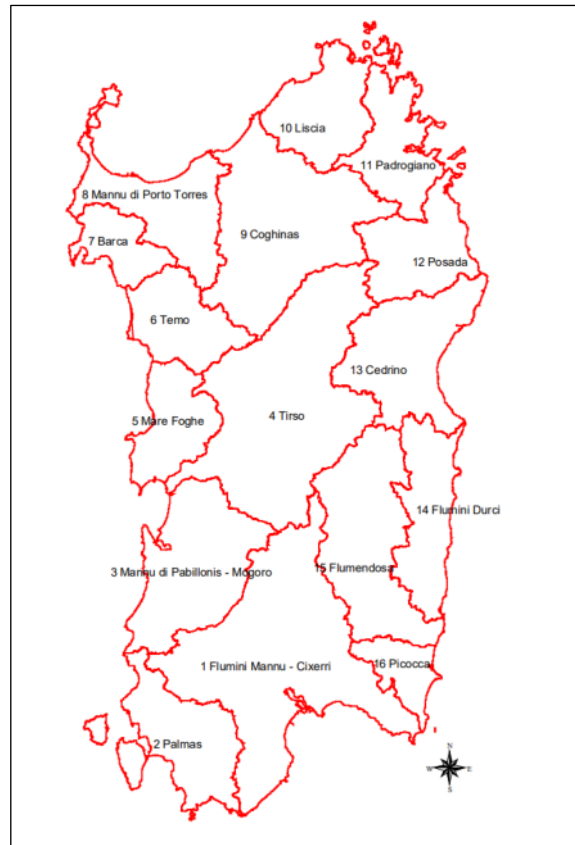 10 Liscia
11 Padrogiano
8 Mannu di Porto Torres
9 Coghinas
7 Barca
12 Posada
6 Temo
13 Cedrino
4 Tirso
5 Mare Foghe
14 Flumini Durci
15 Flumendosa
3 Mannu di Pabillonis - Mogoro
16 Picocca
1 Flumini Mannu - Cixerri
2 Palmas
N
W E
S